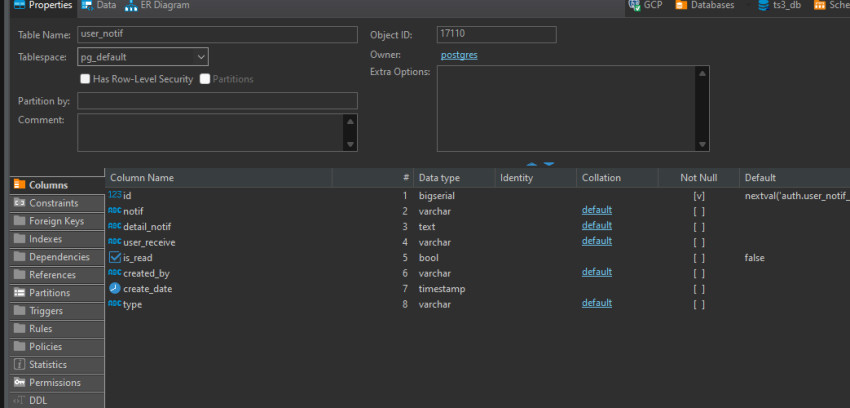 Properties Data ER Diagram GCP Databases ts3_db Sche
Table Name: user_notif Object ID: 17110
Tablespace: pg_default Owner: postgres
Has Row-Level Security Partitions Extra Options:
Partition by:
Comment:
Column Name # Data type Identity Collation Not Null Default
Columns
Constraints
Foreign Keys
Indexes
Dependencies
References
Partitions
Triggers
Rules
Policies
Statistics
Permissions
DDL
123 id 1 bigserial [v] nextval('auth.user_notif_
ABC notif 2 varchar default [ ]
ABC detail_notif 3 text default [ ]
ABC user_receive 4 varchar default [ ]
is_read 5 bool [ ] false
ABC created_by 6 varchar default [ ]
create_date 7 timestamp [ ]
ABC type 8 varchar default [ ]